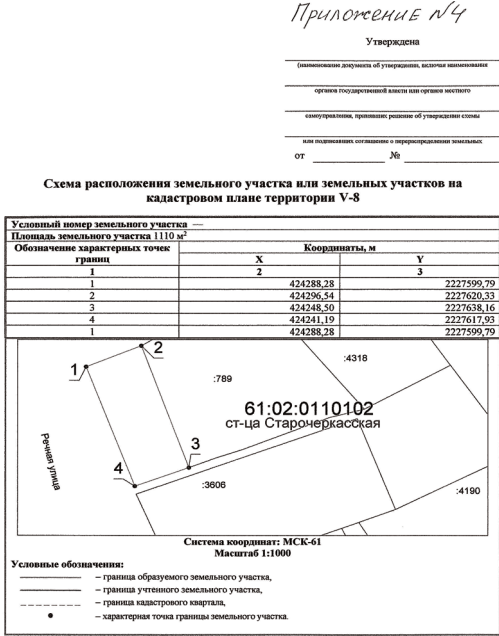 Приложение №4
Утверждена
(наименование документа об утверждении, включая наименования
органов государственной власти или органов местного
самоуправления, принявших решение об утверждении схемы
или подписавших соглашение о перераспределении земельных
от № 
Схема расположения земельного участка или земельных участков на
кадастровом плане территории V-8
Условный номер земельного участка —
Площадь земельного участка 1110 м²
Обозначение характерных точек границ Координаты, м
X Y
1 2 3
1 424288,28 2227599,79
2 424296,54 2227620,33
3 424248,50 2227638,16
4 424241,19 2227617,93
1 424288,28 2227599,79
2
:4318
1
:789
61:02:0110102
ст-ца Старочеркасская
Речная улица
3
4
:3606
:4190
Система координат: МСК-61
Масштаб 1:1000
Условные обозначения:
– граница образуемого земельного участка,
– граница учтенного земельного участка,
– граница кадастрового квартала,
– характерная точка границы земельного участка.